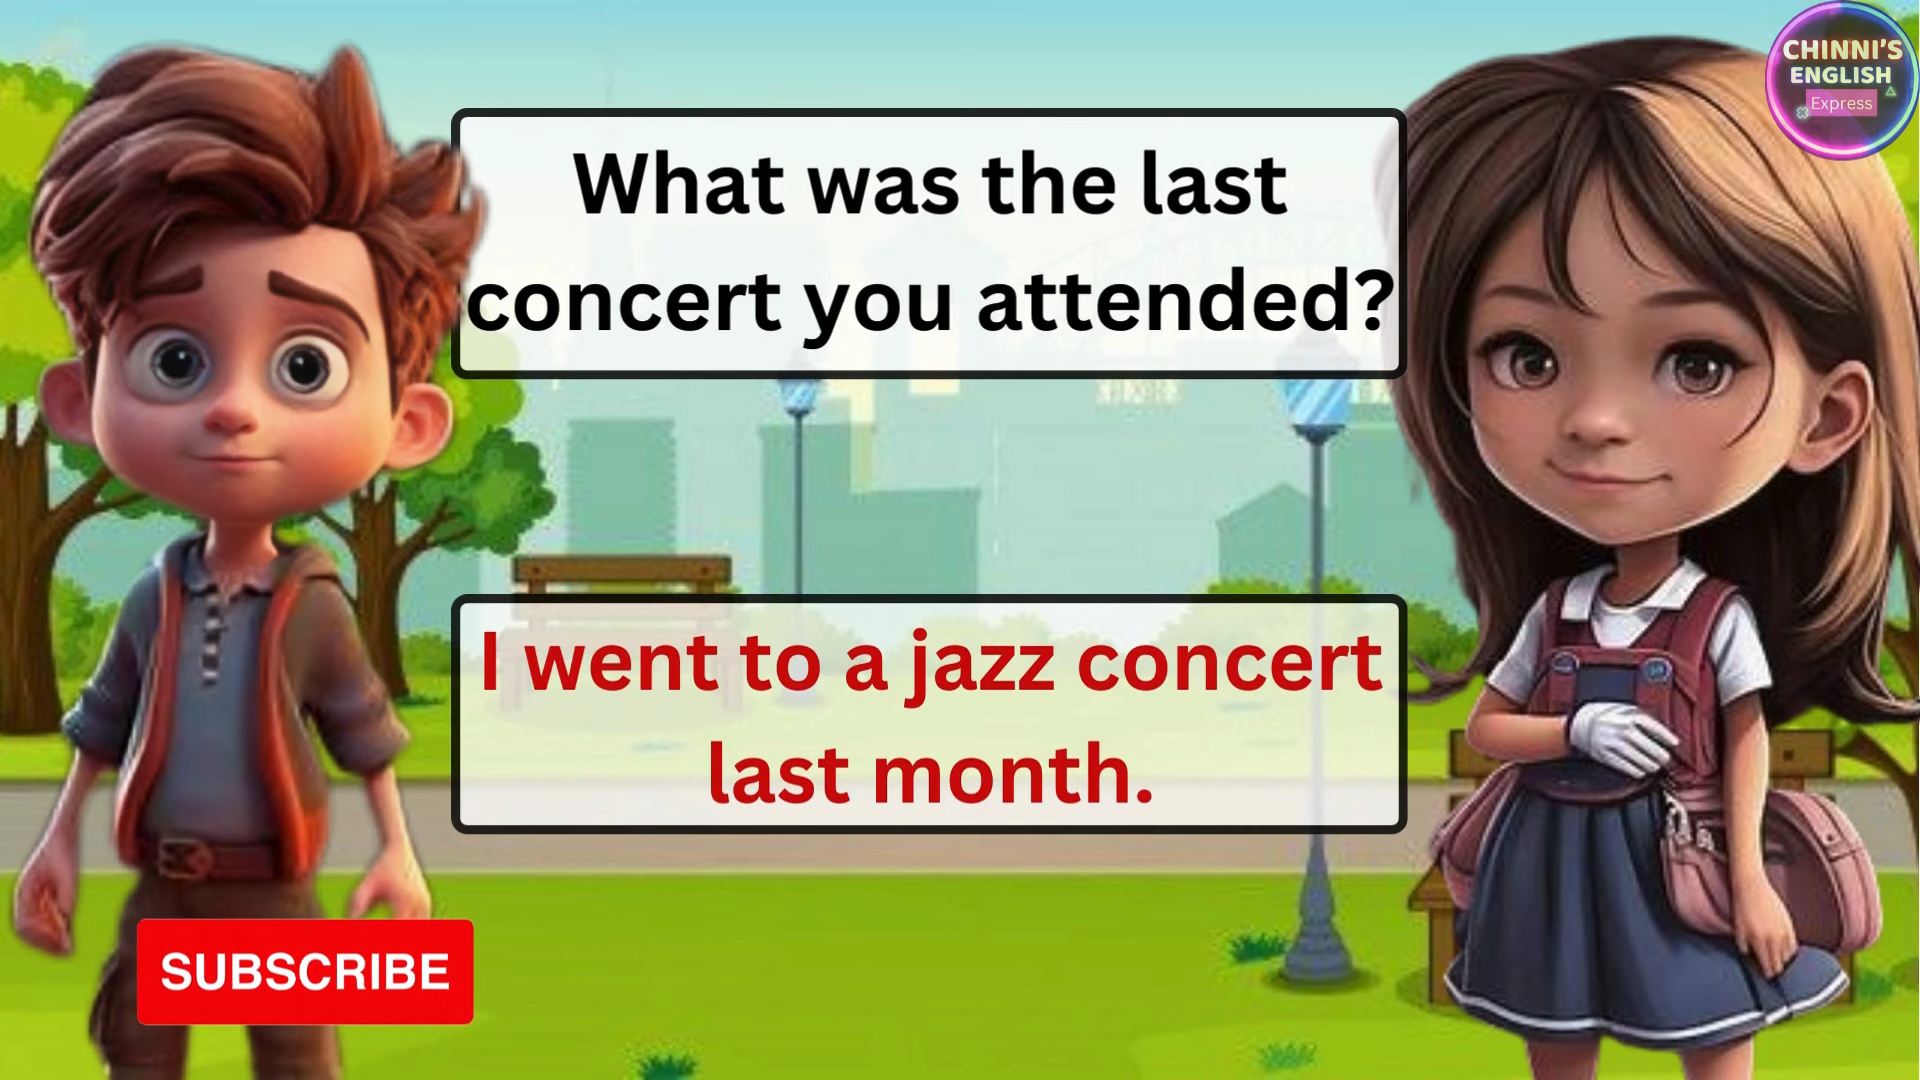 CHINNI'S
ENGLISH
Express
What was the last
concert you attended?
I went to a jazz concert
last month.
SUBSCRIBE